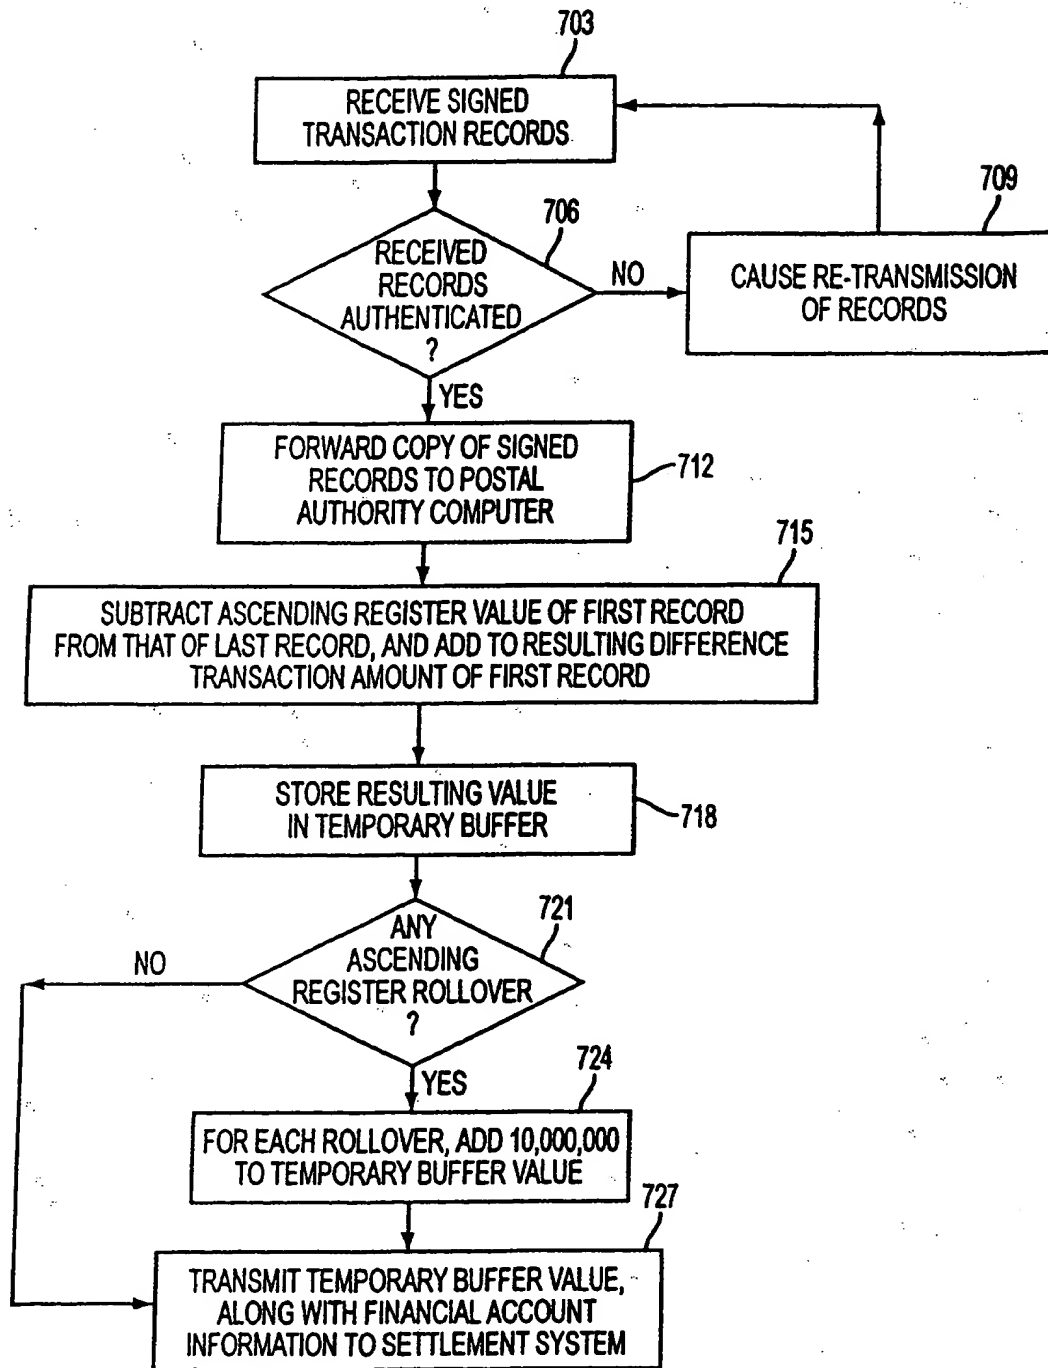 703
RECEIVE SIGNED
TRANSACTION RECORDS
706
RECEIVED
RECORDS
AUTHENTICATED
?
NO
709
CAUSE RE-TRANSMISSION
OF RECORDS
YES
FORWARD COPY OF SIGNED
RECORDS TO POSTAL
AUTHORITY COMPUTER
712
715
SUBTRACT ASCENDING REGISTER VALUE OF FIRST RECORD
FROM THAT OF LAST RECORD, AND ADD TO RESULTING DIFFERENCE
TRANSACTION AMOUNT OF FIRST RECORD
STORE RESULTING VALUE
IN TEMPORARY BUFFER
718
721
ANY
ASCENDING
REGISTER ROLLOVER
?
NO
YES
724
FOR EACH ROLLOVER, ADD 10,000,000
TO TEMPORARY BUFFER VALUE
727
TRANSMIT TEMPORARY BUFFER VALUE,
ALONG WITH FINANCIAL ACCOUNT
INFORMATION TO SETTLEMENT SYSTEM